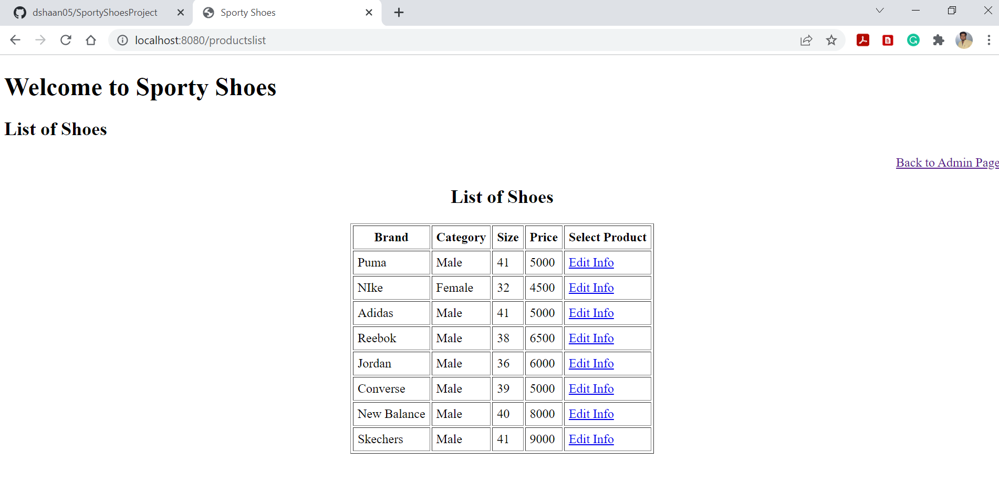 dshaan05/SportyShoesProject
Sporty Shoes
localhost:8080/productslist
Welcome to Sporty Shoes
List of Shoes
Back to Admin Page
List of Shoes
Brand Category Size Price Select Product
Puma Male 41 5000 Edit Info
NIke Female 32 4500 Edit Info
Adidas Male 41 5000 Edit Info
Reebok Male 38 6500 Edit Info
Jordan Male 36 6000 Edit Info
Converse Male 39 5000 Edit Info
New Balance Male 40 8000 Edit Info
Skechers Male 41 9000 Edit Info